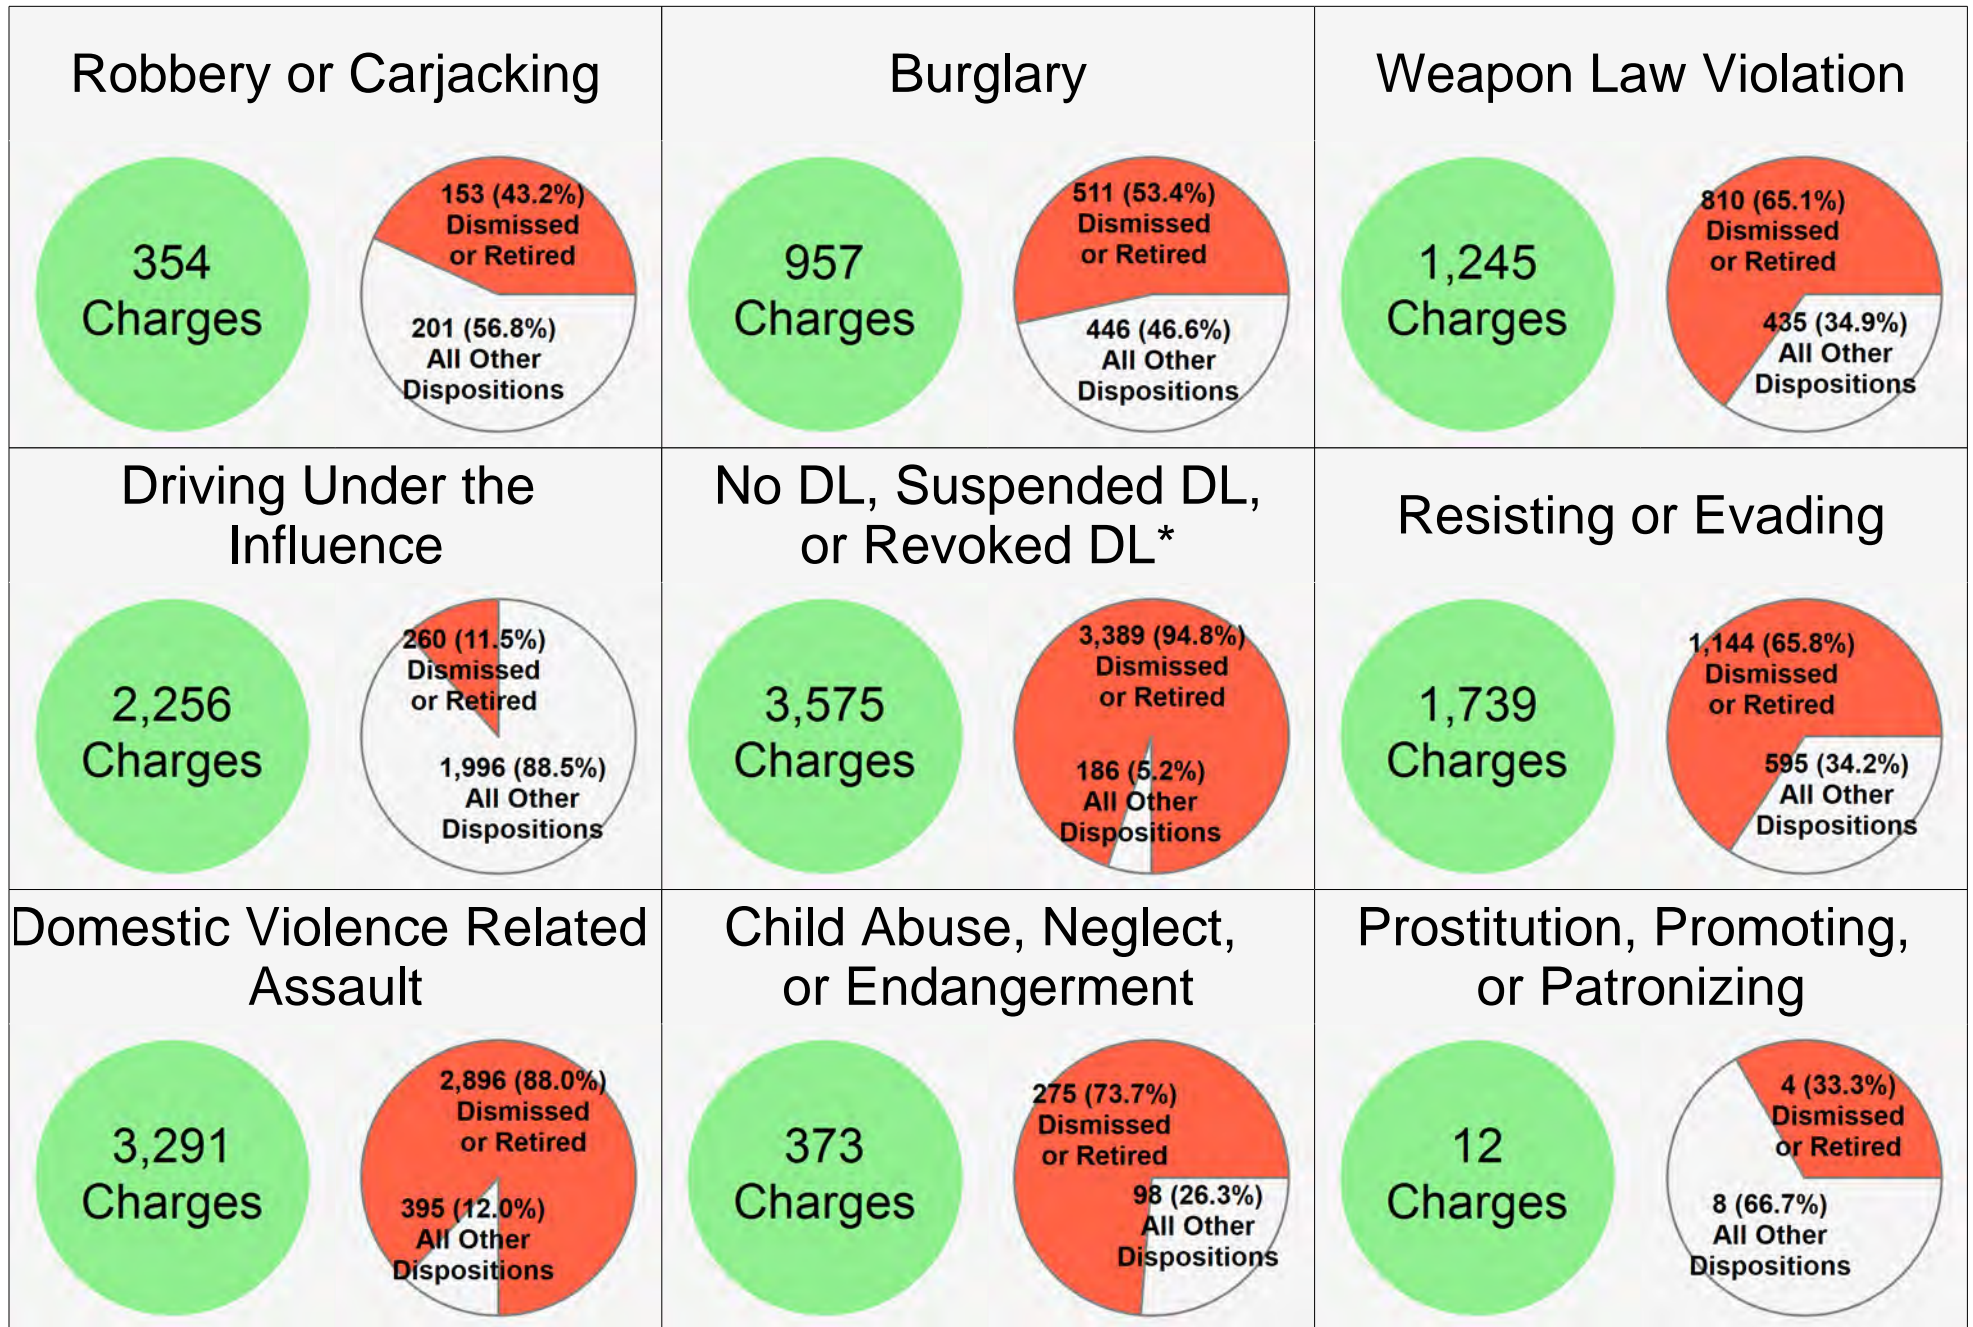 Robbery or Carjacking
354
Charges
153 (43.2%)
Dismissed
or Retired
201 (56.8%)
All Other
Dispositions
Burglary
957
Charges
511 (53.4%)
Dismissed
or Retired
446 (46.6%)
All Other
Dispositions
Weapon Law Violation
1,245
Charges
810 (65.1%)
Dismissed
or Retired
435 (34.9%)
All Other
Dispositions
Driving Under the
Influence
2,256
Charges
260 (11.5%)
Dismissed
or Retired
1,996 (88.5%)
All Other
Dispositions
No DL, Suspended DL,
or Revoked DL*
3,575
Charges
3,389 (94.8%)
Dismissed
or Retired
186 (5.2%)
All Other
Dispositions
Resisting or Evading
1,739
Charges
1,144 (65.8%)
Dismissed
or Retired
595 (34.2%)
All Other
Dispositions
Domestic Violence Related
Assault
3,291
Charges
2,896 (88.0%)
Dismissed
or Retired
395 (12.0%)
All Other
Dispositions
Child Abuse, Neglect,
or Endangerment
373
Charges
275 (73.7%)
Dismissed
or Retired
98 (26.3%)
All Other
Dispositions
Prostitution, Promoting,
or Patronizing
12
Charges
4 (33.3%)
Dismissed
or Retired
8 (66.7%)
All Other
Dispositions